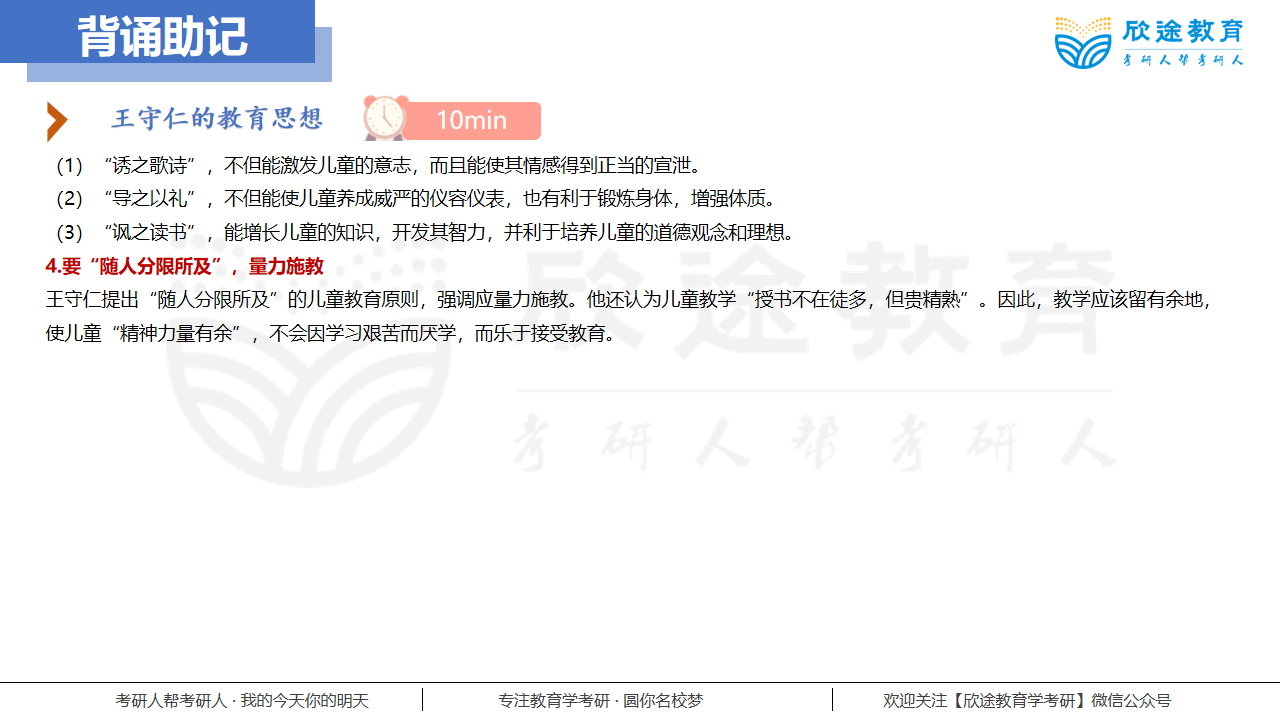 背诵助记
欣途教育
考研人帮考研人
王守仁的教育思想
10min
（1）“诱之歌诗”，不但能激发儿童的意志，而且能使其情感得到正当的宣泄。
（2）“导之以礼”，不但能使儿童养成威严的仪容仪表，也有利于锻炼身体，增强体质。
（3）“讽之读书”，能增长儿童的知识，开发其智力，并利于培养儿童的道德观念和理想。
4.要“随人分限所及”，量力施教
王守仁提出“随人分限所及”的儿童教育原则，强调应量力施教。他还认为儿童教学“授书不在徒多，但贵精熟”。因此，教学应该留有余地，
使儿童“精神力量有余”，不会因学习艰苦而厌学，而乐于接受教育。
欣途教育
考研人帮考研人
考研人帮考研人 · 我的今天你的明天
专注教育学考研 · 圆你名校梦
欢迎关注【欣途教育学考研】微信公众号